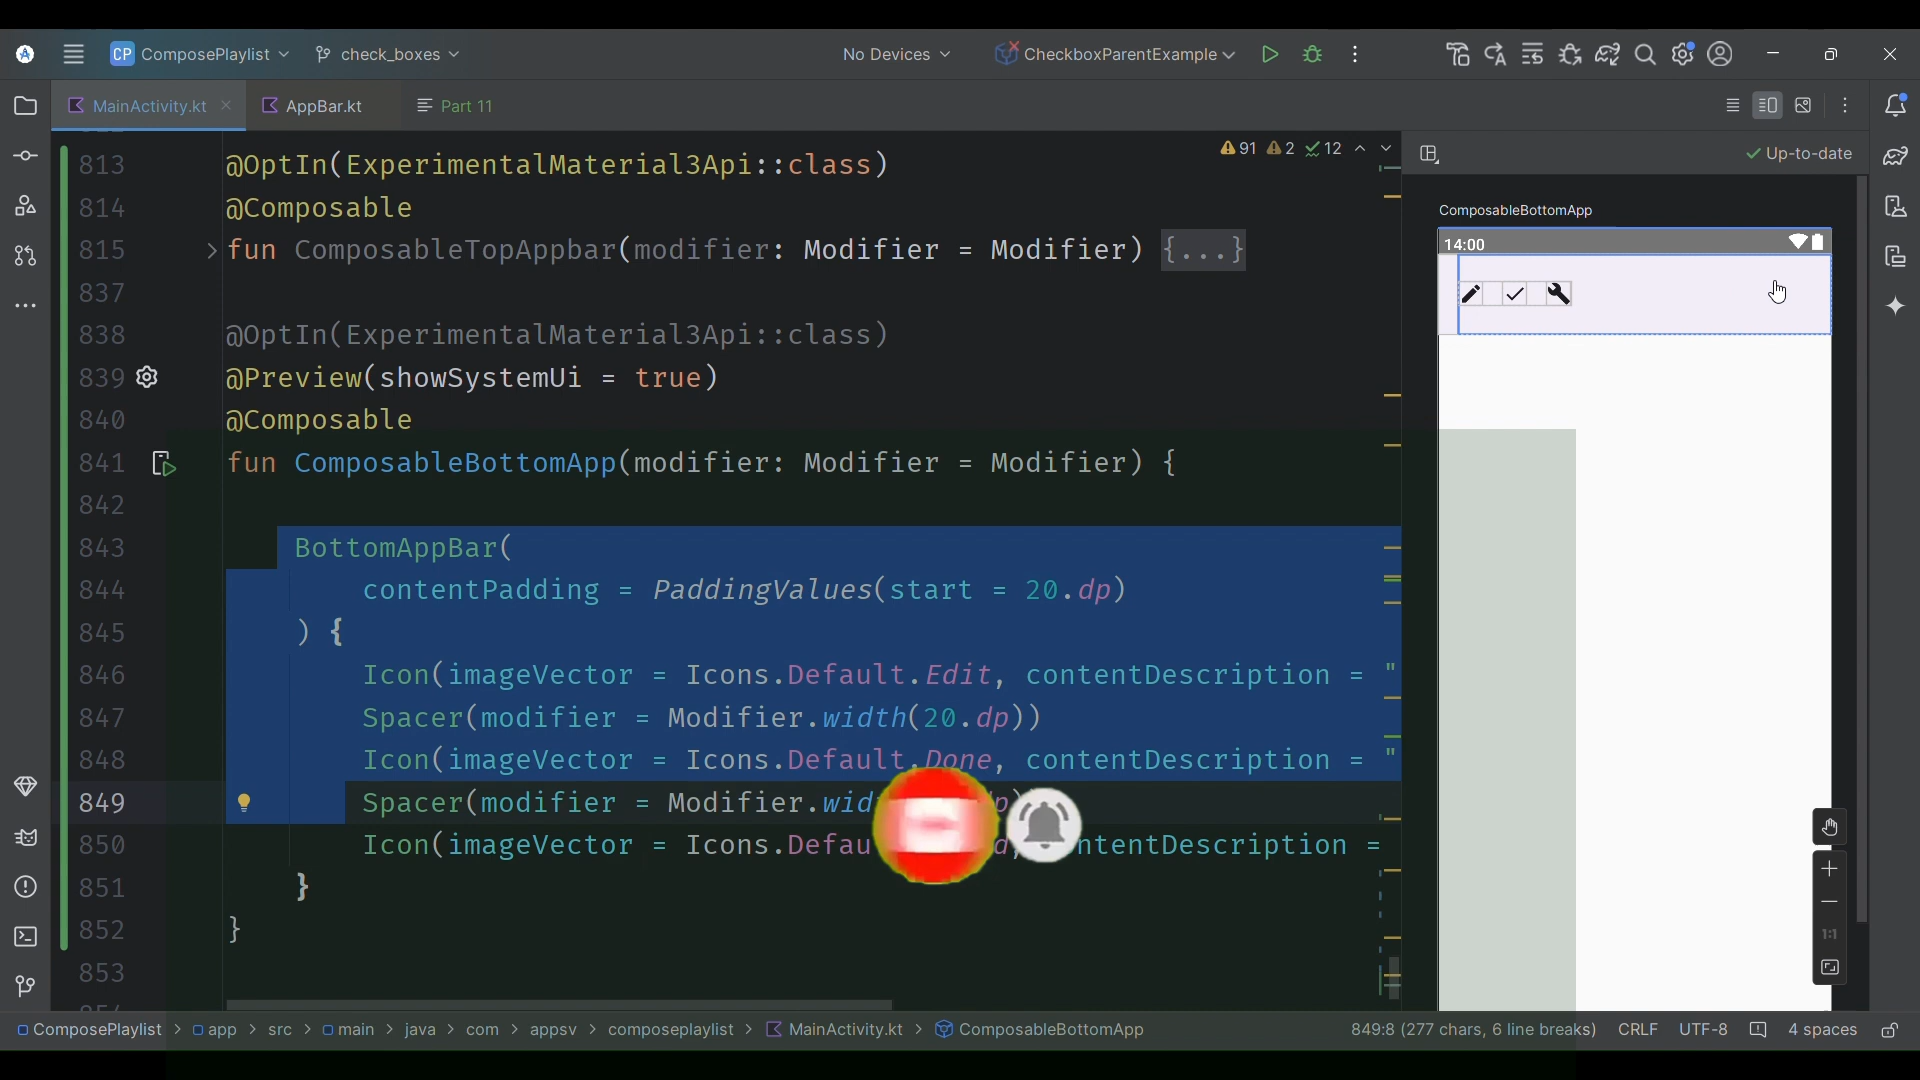 CP ComposePlaylist
check_boxes
No Devices
CheckboxParentExample
MainActivity.kt
AppBar.kt
Part 11
91 2 12
Up-to-date
813 @OptIn(ExperimentalMaterial3Api::class)
814 @Composable
815 fun ComposableTopAppbar(modifier: Modifier = Modifier) {...}
837
838 @OptIn(ExperimentalMaterial3Api::class)
839 @Preview(showSystemUi = true)
840 @Composable
841 fun ComposableBottomApp(modifier: Modifier = Modifier) {
842
843 BottomAppBar(
844 contentPadding = PaddingValues(start = 20.dp)
845 ) {
846 Icon(imageVector = Icons.Default.Edit, contentDescription = "
847 Spacer(modifier = Modifier.width(20.dp))
848 Icon(imageVector = Icons.Default.Done, contentDescription = "
849 Spacer(modifier = Modifier.wid
850 Icon(imageVector = Icons.Defau ntentDescription =
851 }
852 }
853
ComposableBottomApp
14:00
1:1
ComposePlaylist > app > src > main > java > com > appsv > composeplaylist > MainActivity.kt > ComposableBottomApp
849:8 (277 chars, 6 line breaks) CRLF UTF-8 4 spaces